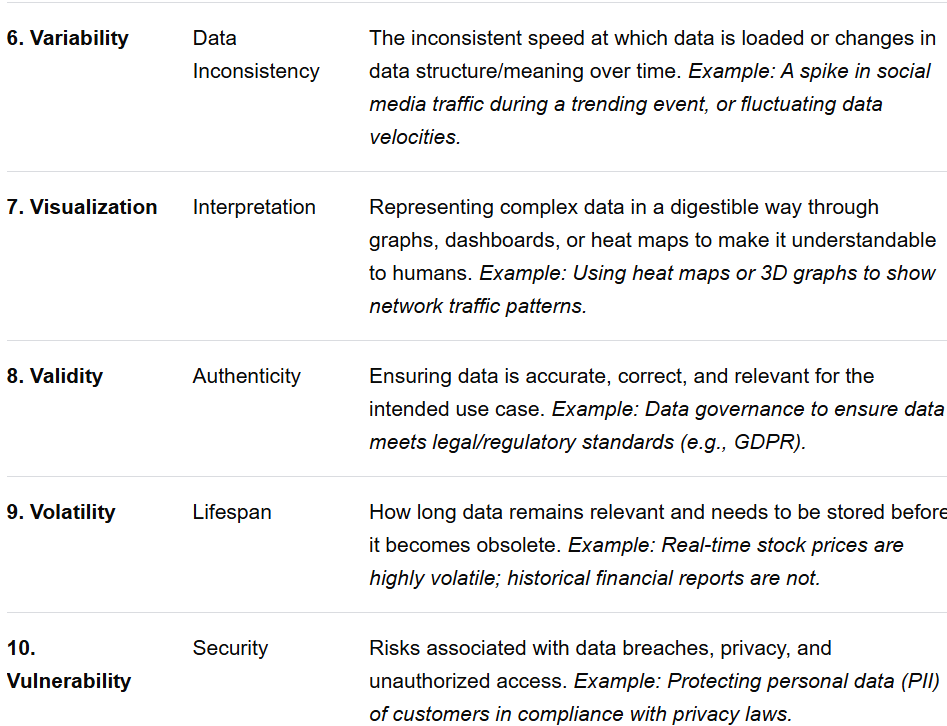 6. Variability Data The inconsistent speed at which data is loaded or changes in
Inconsistency data structure/meaning over time. Example: A spike in social
media traffic during a trending event, or fluctuating data
velocities.
7. Visualization Interpretation Representing complex data in a digestible way through
graphs, dashboards, or heat maps to make it understandable
to humans. Example: Using heat maps or 3D graphs to show
network traffic patterns.
8. Validity Authenticity Ensuring data is accurate, correct, and relevant for the
intended use case. Example: Data governance to ensure data
meets legal/regulatory standards (e.g., GDPR).
9. Volatility Lifespan How long data remains relevant and needs to be stored before
it becomes obsolete. Example: Real-time stock prices are
highly volatile; historical financial reports are not.
10. Security Risks associated with data breaches, privacy, and
Vulnerability unauthorized access. Example: Protecting personal data (PII)
of customers in compliance with privacy laws.